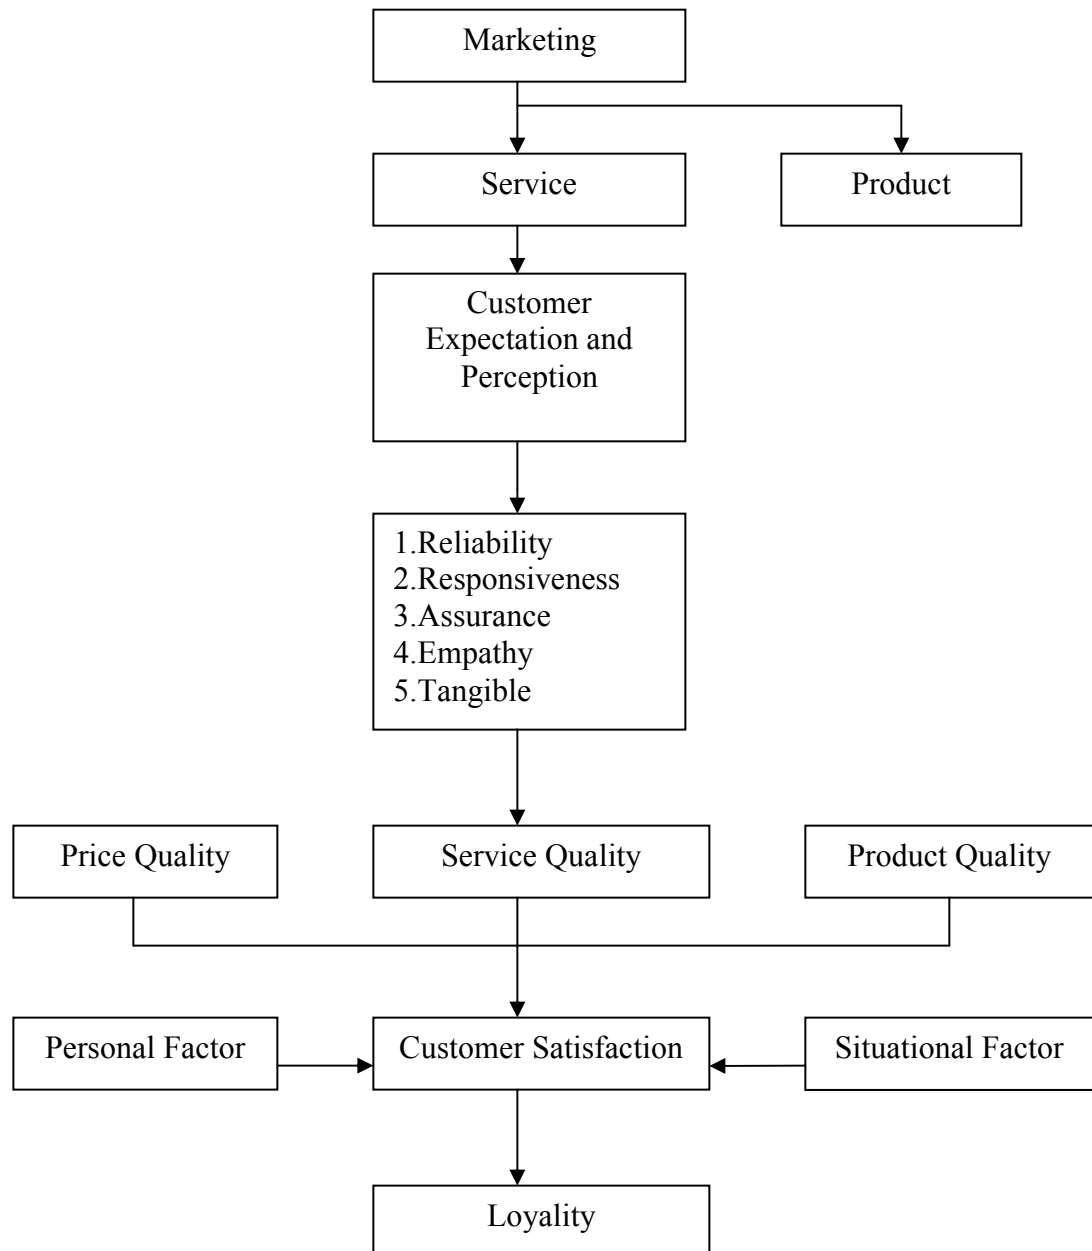 Marketing
Service
Product
Customer
Expectation and
Perception
1.Reliability
2.Responsiveness
3.Assurance
4.Empathy
5.Tangible
Price Quality
Service Quality
Product Quality
Personal Factor
Customer Satisfaction
Situational Factor
Loyality